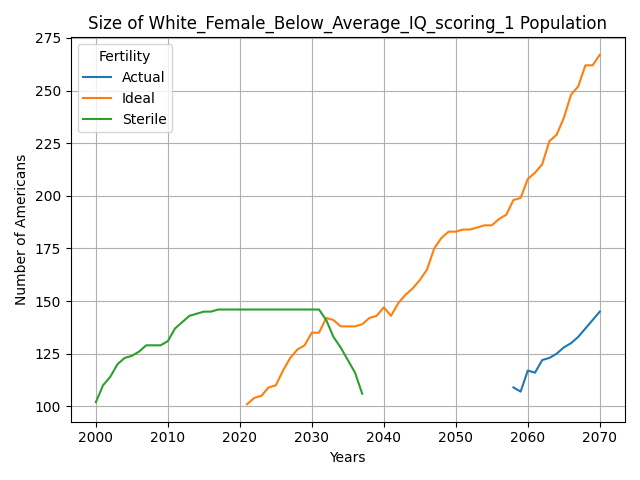 Size of White_Female_Below_Average_IQ_scoring_1 Population
Number of Americans
275
250
225
200
175
150
125
100
Fertility
Actual
Ideal
Sterile
2000 2010 2020 2030 2040 2050 2060 2070
Years